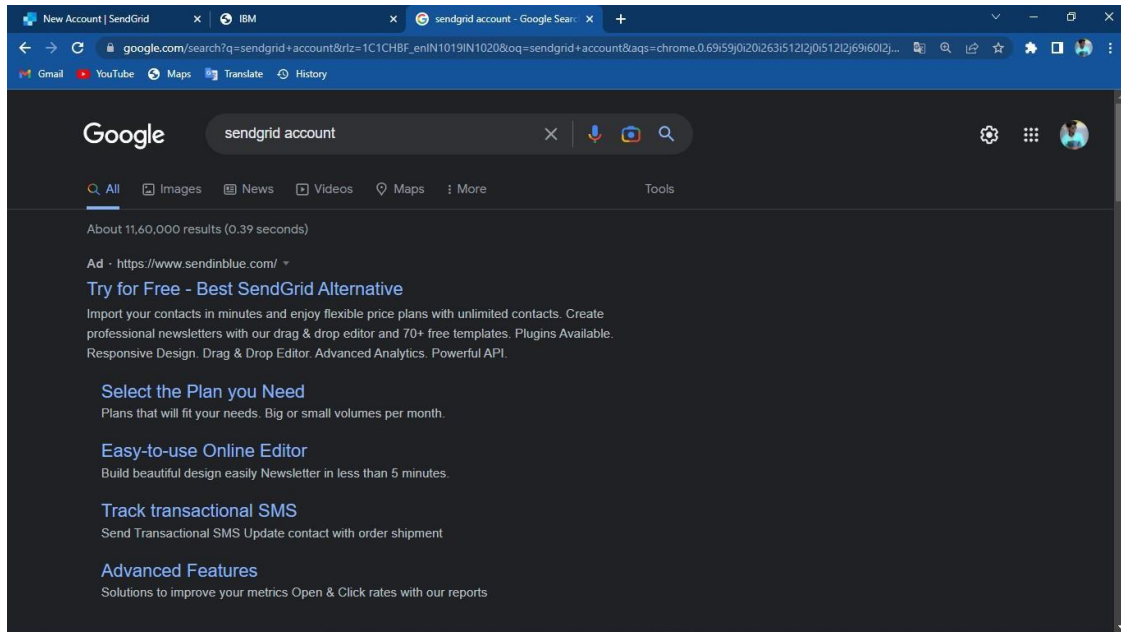 New Account | SendGrid
IBM
sendgrid account - Google Searc
google.com/search?q=sendgrid+account&rlz=1C1CHBF_enIN1019IN1020&oq=sendgrid+account&aqs=chrome.0.69i59j0i20i263i512l2j0i512l2j69i60l2j...
Gmail YouTube Maps Translate History
Google sendgrid account
All Images News Videos Maps More Tools
About 11,60,000 results (0.39 seconds)
Ad · https://www.sendinblue.com/
Try for Free - Best SendGrid Alternative
Import your contacts in minutes and enjoy flexible price plans with unlimited contacts. Create
professional newsletters with our drag & drop editor and 70+ free templates. Plugins Available.
Responsive Design. Drag & Drop Editor. Advanced Analytics. Powerful API.
Select the Plan you Need
Plans that will fit your needs. Big or small volumes per month.
Easy-to-use Online Editor
Build beautiful design easily Newsletter in less than 5 minutes.
Track transactional SMS
Send Transactional SMS Update contact with order shipment
Advanced Features
Solutions to improve your metrics Open & Click rates with our reports